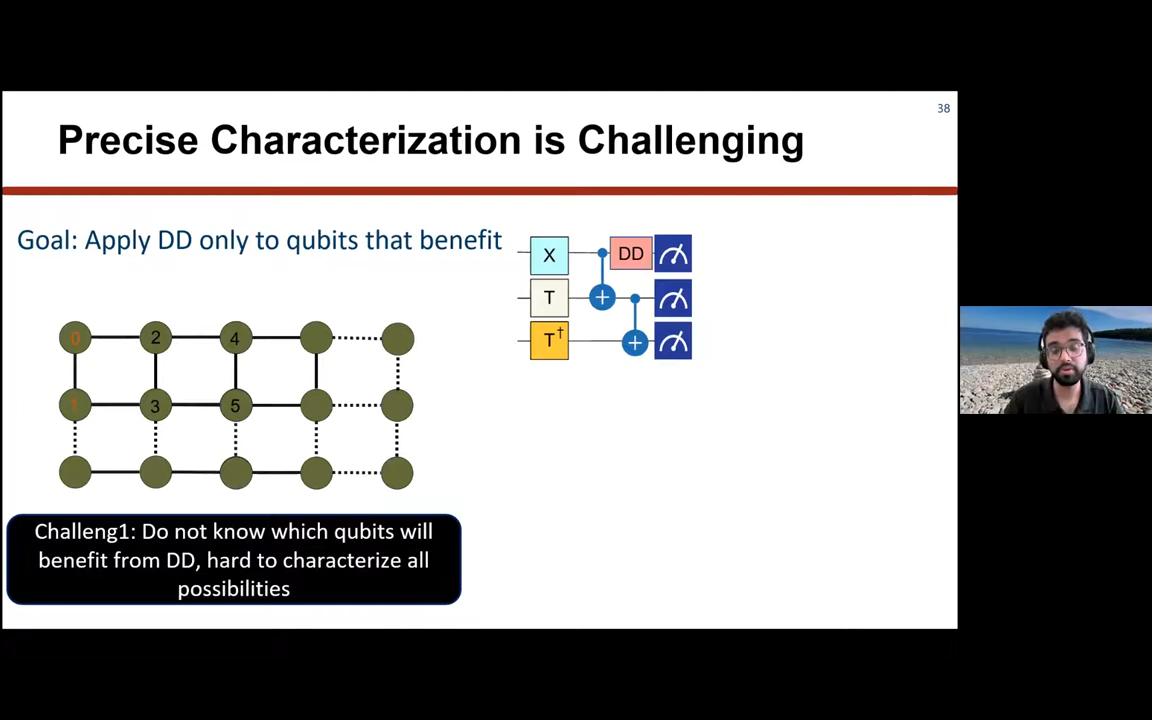 38
Precise Characterization is Challenging
Goal: Apply DD only to qubits that benefit
X
DD
T
T†
0
2
4
1
3
5
Challeng1: Do not know which qubits will
benefit from DD, hard to characterize all
possibilities